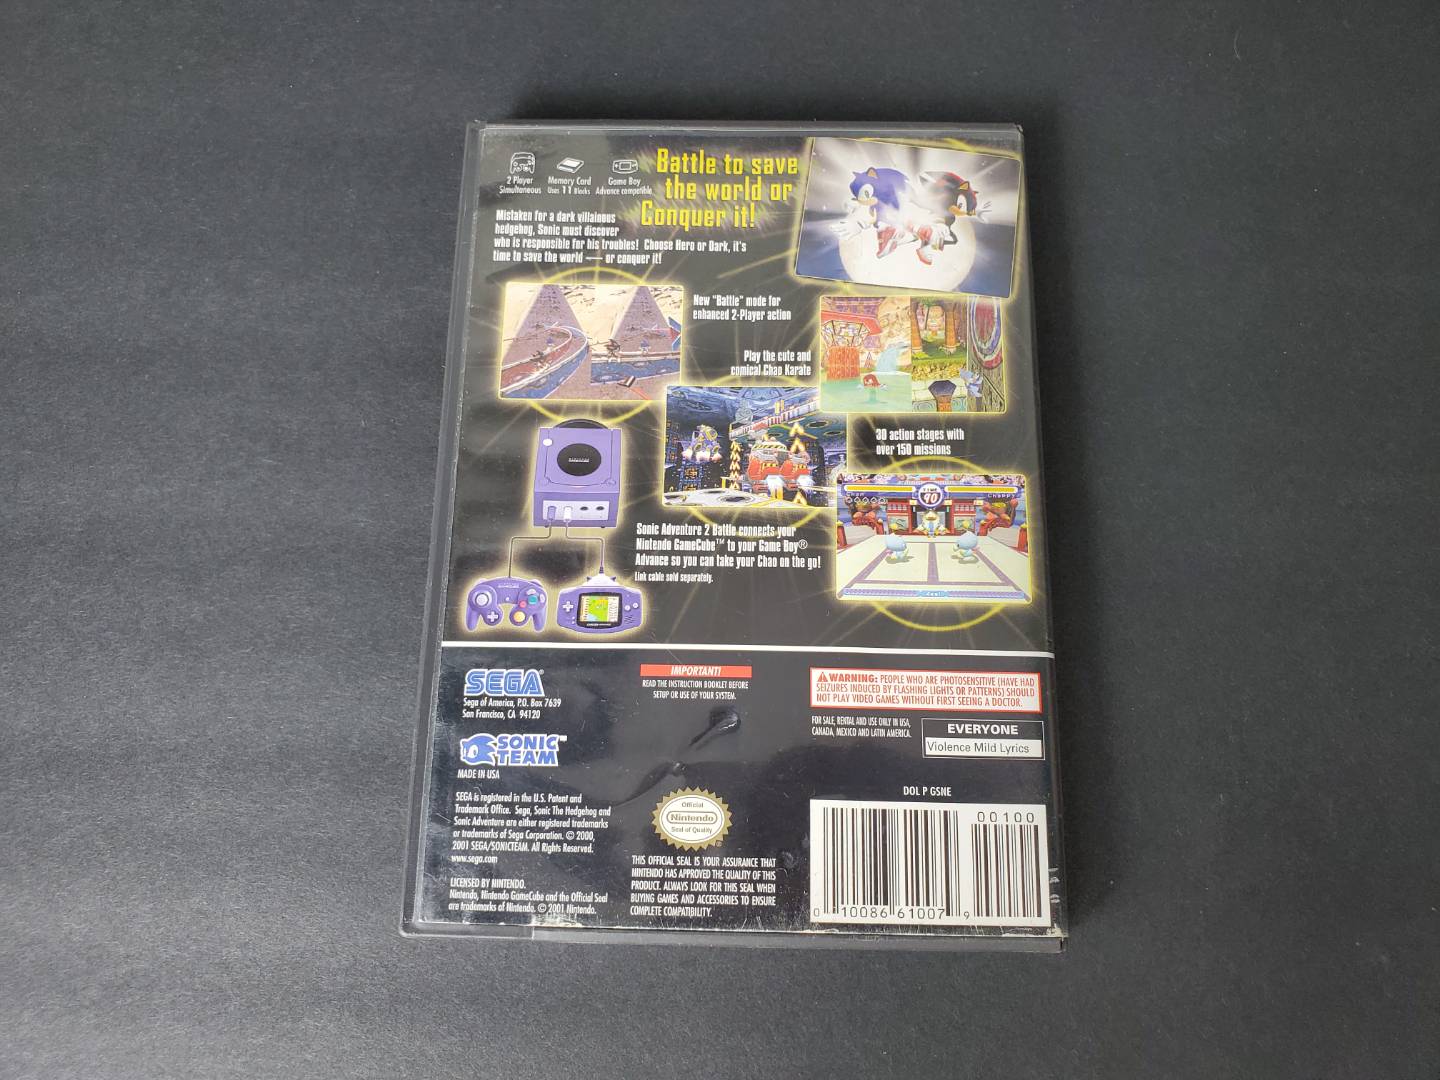 2 Player
Simultaneous
Memory Card
Uses 11 Blocks
Game Boy
Advance compatible
Battle to save
the world or
Conquer it!
Mistaken for a dark villainous
hedgehog, Sonic must discover
who is responsible for his troubles! Choose Hero or Dark, it's
time to save the world — or conquer it!
New "Battle" mode for
enhanced 2-Player action
Play the cute and
comical Chao Karate
30 action stages with
over 150 missions
90
Sonic Adventure 2 Battle connects your
Nintendo GameCube™ to your Game Boy®
Advance so you can take your Chao on the go!
Link cable sold separately.
SEGA®
Sega of America, P.O. Box 7639
San Francisco, CA 94120
SONIC
TEAM™
MADE IN USA
SEGA is registered in the U.S. Patent and
Trademark Office. Sega, Sonic The Hedgehog and
Sonic Adventure are either registered trademarks
or trademarks of Sega Corporation. © 2000,
2001 SEGA/SONICTEAM. All Rights Reserved.
www.sega.com
LICENSED BY NINTENDO.
Nintendo, Nintendo GameCube and the Official Seal
are trademarks of Nintendo. © 2001 Nintendo.
IMPORTANT!
READ THE INSTRUCTION BOOKLET BEFORE
SETUP OR USE OF YOUR SYSTEM.
Official
Nintendo
Seal of Quality
THIS OFFICIAL SEAL IS YOUR ASSURANCE THAT
NINTENDO HAS APPROVED THE QUALITY OF THIS
PRODUCT. ALWAYS LOOK FOR THIS SEAL WHEN
BUYING GAMES AND ACCESSORIES TO ENSURE
COMPLETE COMPATIBILITY.
WARNING: PEOPLE WHO ARE PHOTOSENSITIVE (HAVE HAD
SEIZURES INDUCED BY FLASHING LIGHTS OR PATTERNS) SHOULD
NOT PLAY VIDEO GAMES WITHOUT FIRST SEEING A DOCTOR.
FOR SALE, RENTAL AND USE ONLY IN USA,
CANADA, MEXICO AND LATIN AMERICA.
EVERYONE
Violence Mild Lyrics
DOL P GSNE
00100
0 10086 61007 9